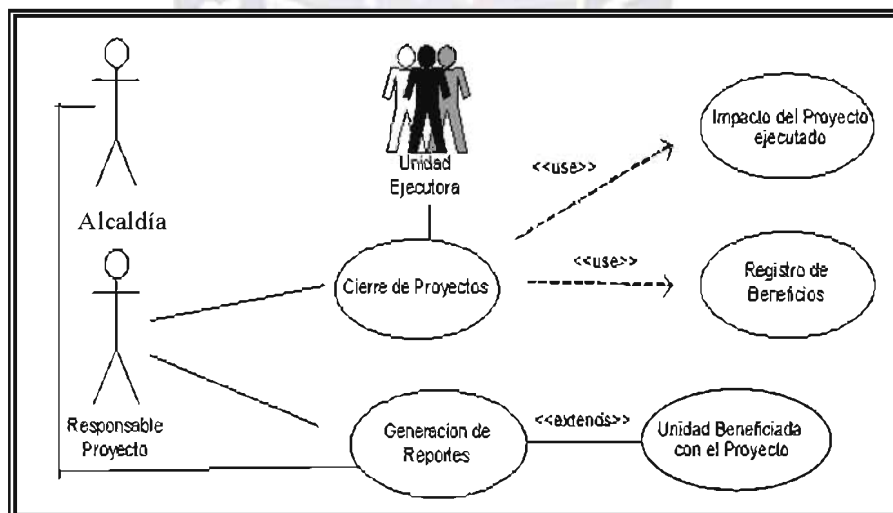 Unidad
Ejecutora
Impacto del Proyecto
ejecutado
<<use>>
Alcaldía
Cierre de Proyectos
<<use>>
Registro de
Beneficios
Responsable
Proyecto
Generacion de
Reportes
<<extends>>
Unidad Beneficiada
con el Proyecto